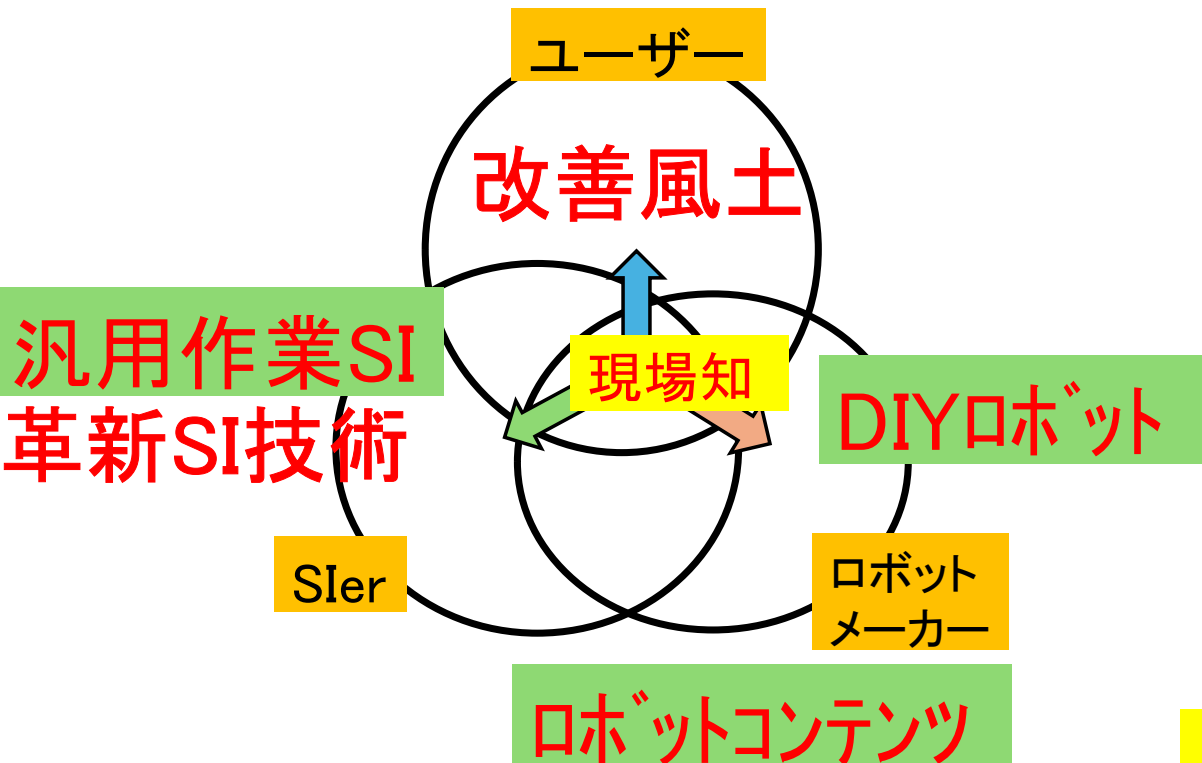 ユーザー
改善風土
汎用作業SI
革新SI技術
現場知
DIYロボット
SIer
ロボット
メーカー
ロボットコンテンツ